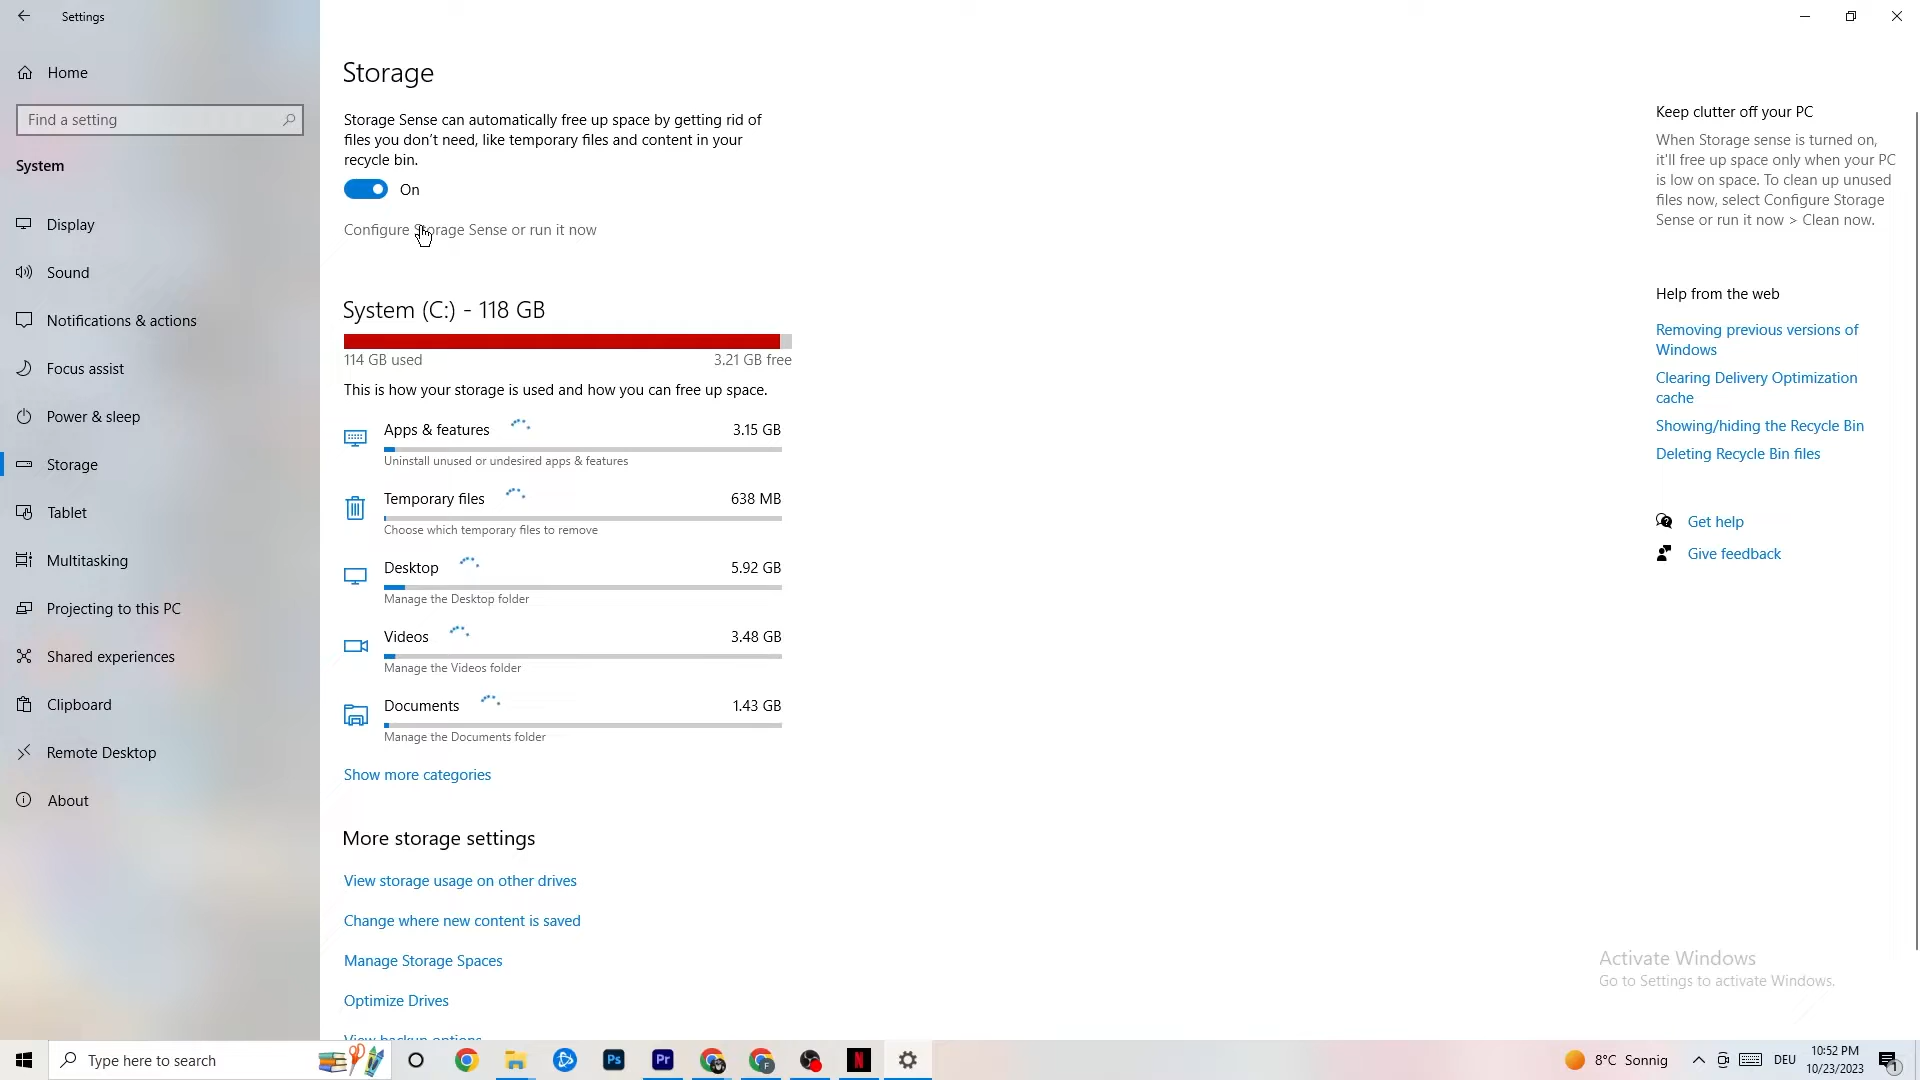 Settings
Home
Find a setting
System
Display
Sound
Notifications & actions
Focus assist
Power & sleep
Storage
Tablet
Multitasking
Projecting to this PC
Shared experiences
Clipboard
Remote Desktop
About
Storage
Storage Sense can automatically free up space by getting rid of
files you don't need, like temporary files and content in your
recycle bin.
On
Configure Storage Sense or run it now
System (C:) - 118 GB
114 GB used 3.21 GB free
This is how your storage is used and how you can free up space.
Apps & features 3.15 GB
Uninstall unused or undesired apps & features
Temporary files 638 MB
Choose which temporary files to remove
Desktop 5.92 GB
Manage the Desktop folder
Videos 3.48 GB
Manage the Videos folder
Documents 1.43 GB
Manage the Documents folder
Show more categories
More storage settings
View storage usage on other drives
Change where new content is saved
Manage Storage Spaces
Optimize Drives
View backup options
Keep clutter off your PC
When Storage sense is turned on,
it'll free up space only when your PC
is low on space. To clean up unused
files now, select Configure Storage
Sense or run it now > Clean now.
Help from the web
Removing previous versions of
Windows
Clearing Delivery Optimization
cache
Showing/hiding the Recycle Bin
Deleting Recycle Bin files
Get help
Give feedback
Activate Windows
Go to Settings to activate Windows.
Type here to search
Ps
Pr
F
N
8°C Sonnig
DEU
10:52 PM
10/23/2023
1